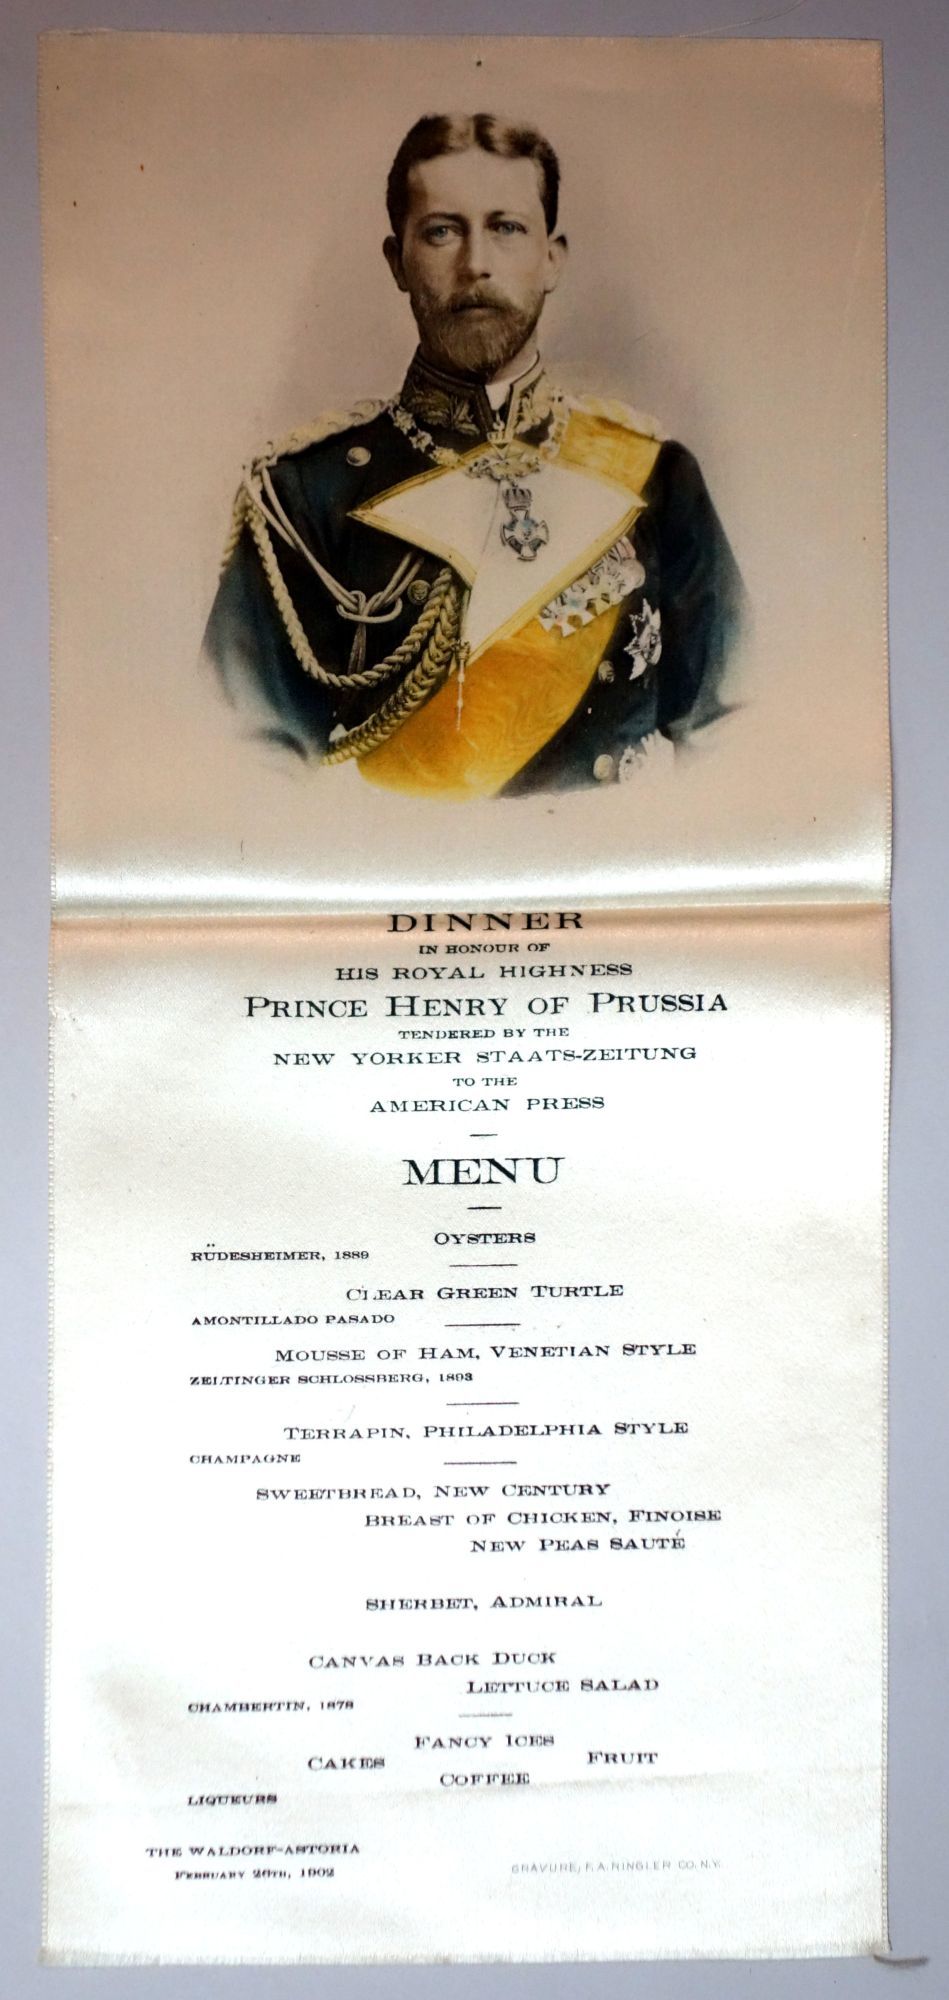 DINNER
IN HONOUR OF
HIS ROYAL HIGHNESS
PRINCE HENRY OF PRUSSIA
TENDERED BY THE
NEW YORKER STAATS-ZEITUNG
TO THE
AMERICAN PRESS
MENU
OYSTERS
RÜDESHEIMER, 1889
CLEAR GREEN TURTLE
AMONTILLADO PASADO
MOUSSE OF HAM, VENETIAN STYLE
ZELTINGER SCHLOSSBERG, 1893
TERRAPIN, PHILADELPHIA STYLE
CHAMPAGNE
SWEETBREAD, NEW CENTURY
BREAST OF CHICKEN, FINOISE
NEW PEAS SAUTÉ
SHERBET, ADMIRAL
CANVAS BACK DUCK
LETTUCE SALAD
CHAMBERTIN, 1878
FANCY ICES
CAKES FRUIT
COFFEE
LIQUEURS
THE WALDORF-ASTORIA
FEBRUARY 26TH, 1902
GRAVURE, F.A. RINGLER CO. N.Y.